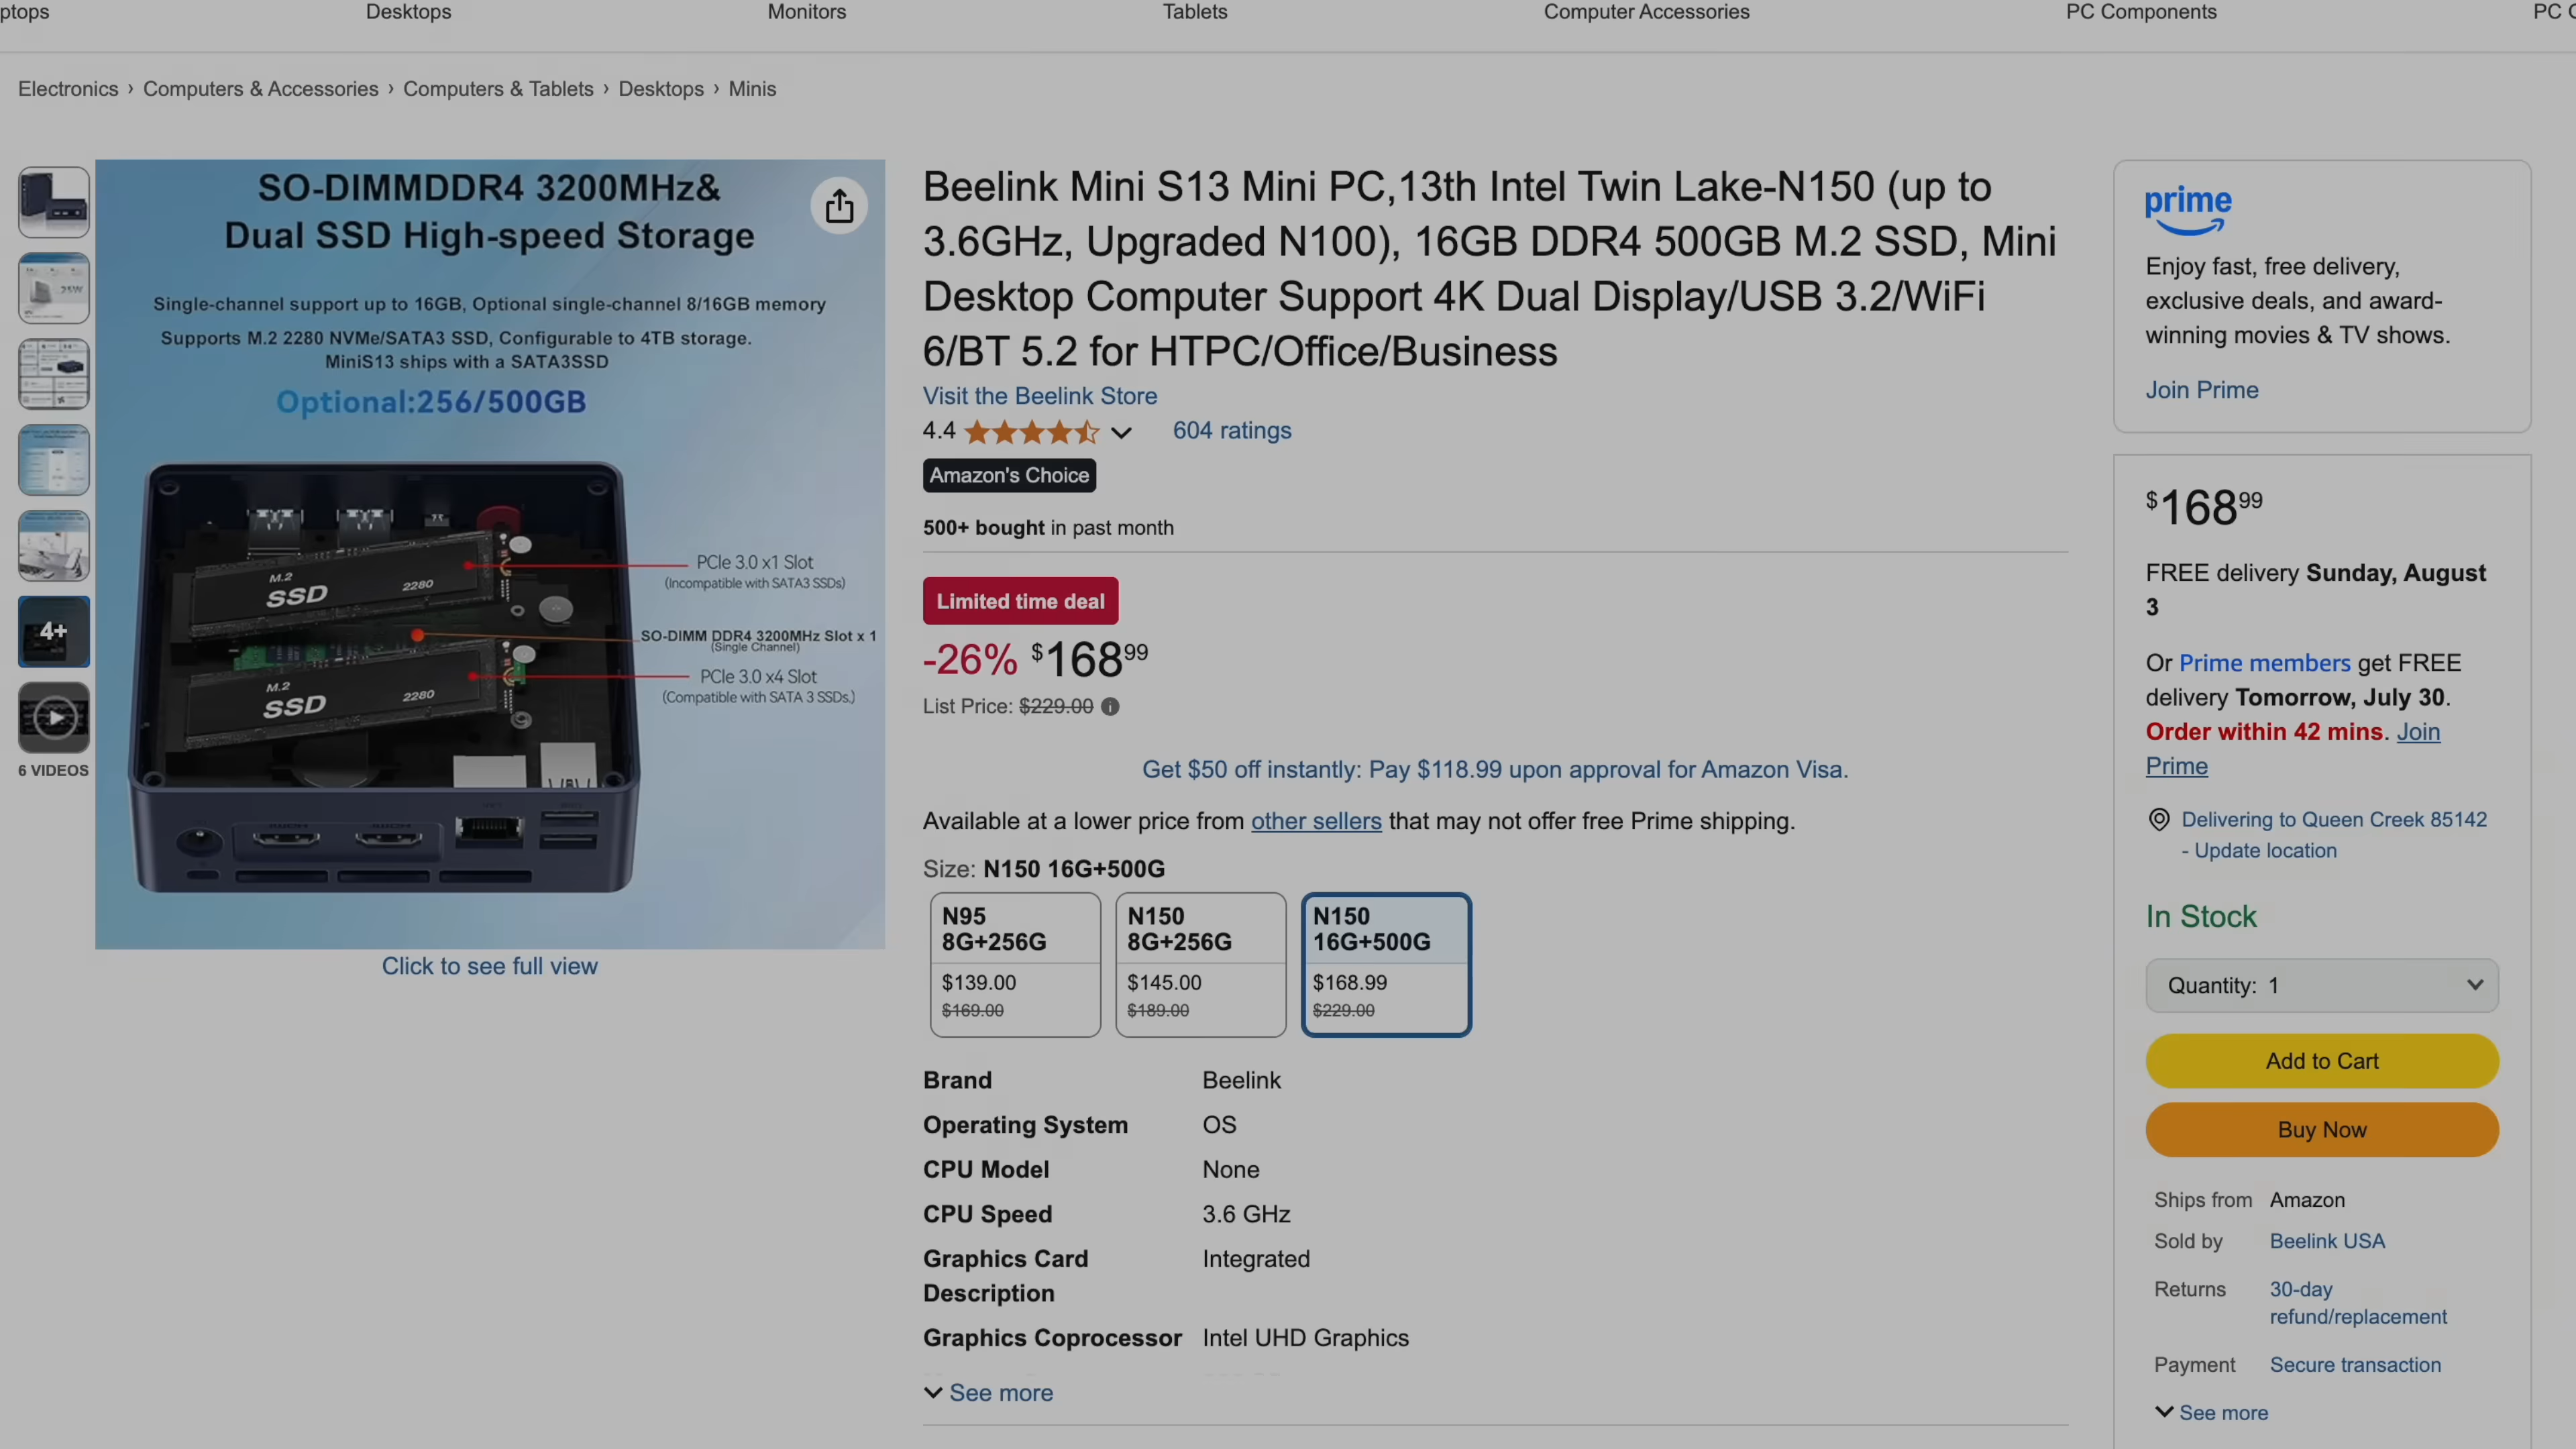 ptops
Desktops
Monitors
Tablets
Computer Accessories
PC Components
PC
Electronics › Computers & Accessories › Computers & Tablets › Desktops › Minis
4+
6 VIDEOS
SO-DIMMDDR4 3200MHz&
Dual SSD High-speed Storage
Single-channel support up to 16GB, Optional single-channel 8/16GB memory
Supports M.2 2280 NVMe/SATA3 SSD, Configurable to 4TB storage.
MiniS13 ships with a SATA3SSD
Optional:256/500GB
M.2
SSD
2280
PCIe 3.0 x1 Slot
(Incompatible with SATA3 SSDs)
SO-DIMM DDR4 3200MHz Slot x 1
(Single Channel)
M.2
SSD
2280
PCIe 3.0 x4 Slot
(Compatible with SATA 3 SSDs.)
Click to see full view
Beelink Mini S13 Mini PC,13th Intel Twin Lake-N150 (up to
3.6GHz, Upgraded N100), 16GB DDR4 500GB M.2 SSD, Mini
Desktop Computer Support 4K Dual Display/USB 3.2/WiFi
6/BT 5.2 for HTPC/Office/Business
Visit the Beelink Store
4.4 604 ratings
Amazon's Choice
500+ bought in past month
Limited time deal
-26% $168 99
List Price: $229.00
Get $50 off instantly: Pay $118.99 upon approval for Amazon Visa.
Available at a lower price from other sellers that may not offer free Prime shipping.
Size: N150 16G+500G
N95
8G+256G
$139.00
$169.00
N150
8G+256G
$145.00
$189.00
N150
16G+500G
$168.99
$229.00
Brand Beelink
Operating System OS
CPU Model None
CPU Speed 3.6 GHz
Graphics Card Integrated
Description
Graphics Coprocessor Intel UHD Graphics
See more
prime
Enjoy fast, free delivery,
exclusive deals, and award-
winning movies & TV shows.
Join Prime
$168 99
FREE delivery Sunday, August
3
Or Prime members get FREE
delivery Tomorrow, July 30.
Order within 42 mins. Join
Prime
Delivering to Queen Creek 85142
- Update location
In Stock
Quantity: 1
Add to Cart
Buy Now
Ships from Amazon
Sold by Beelink USA
Returns 30-day
refund/replacement
Payment Secure transaction
See more